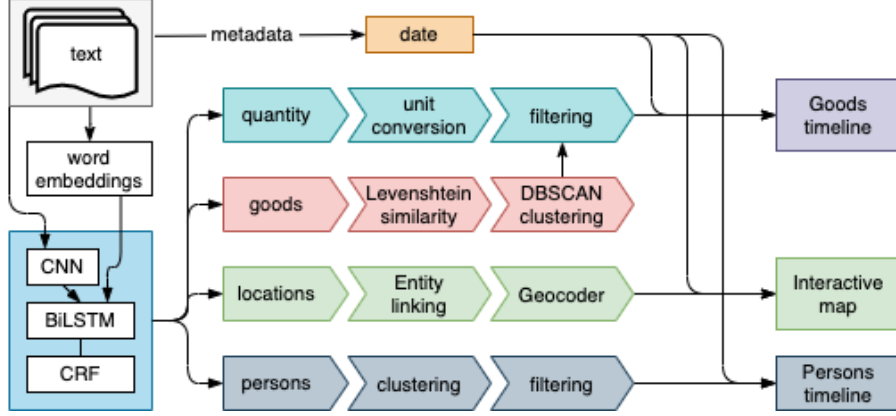 text
metadata
date
word
embeddings
CNN
BiLSTM
CRF
quantity
unit
conversion
filtering
Goods
timeline
goods
Levenshtein
similarity
DBSCAN
clustering
locations
Entity
linking
Geocoder
Interactive
map
persons
clustering
filtering
Persons
timeline